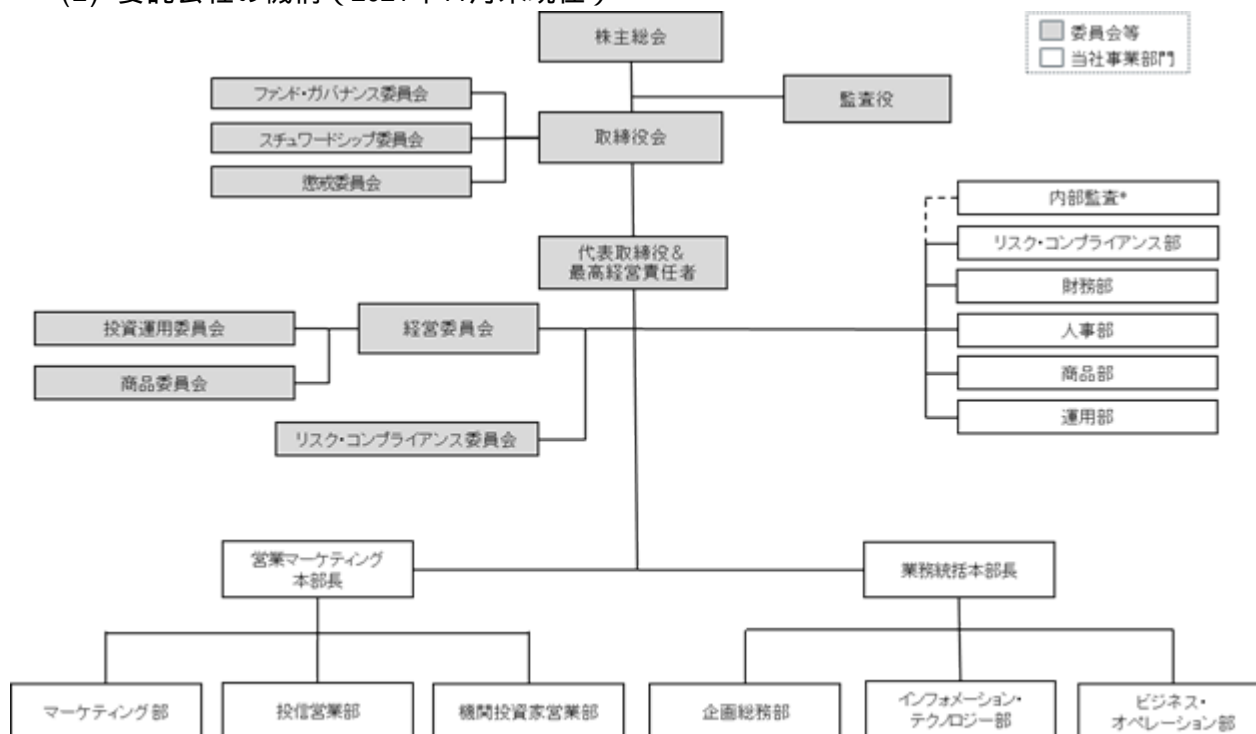 株主総会
委員会等
当社事業部門
ファンド・ガバナンス委員会
監査役
スチュワードシップ委員会
取締役会
懲戒委員会
内部監査*
リスク・コンプライアンス部
代表取締役&
最高経営責任者
財務部
投資運用委員会
経営委員会
人事部
商品委員会
商品部
運用部
リスク・コンプライアンス委員会
営業マーケティング
本部長
業務統括本部長
マーケティング部
投信営業部
機関投資家営業部
企画総務部
インフォメーション・
テクノロジー部
ビジネス・
オペレーション部